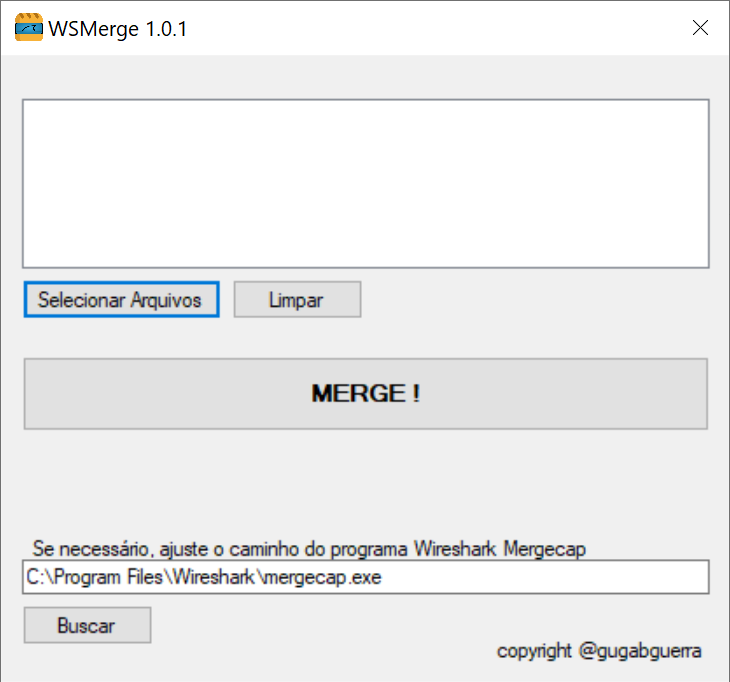 WSMerge 1.0.1
Selecionar Arquivos
Limpar
MERGE !
Se necessário, ajuste o caminho do programa Wireshark Mergecap
C:\Program Files\Wireshark\mergecap.exe
Buscar
copyright @gugabguerra